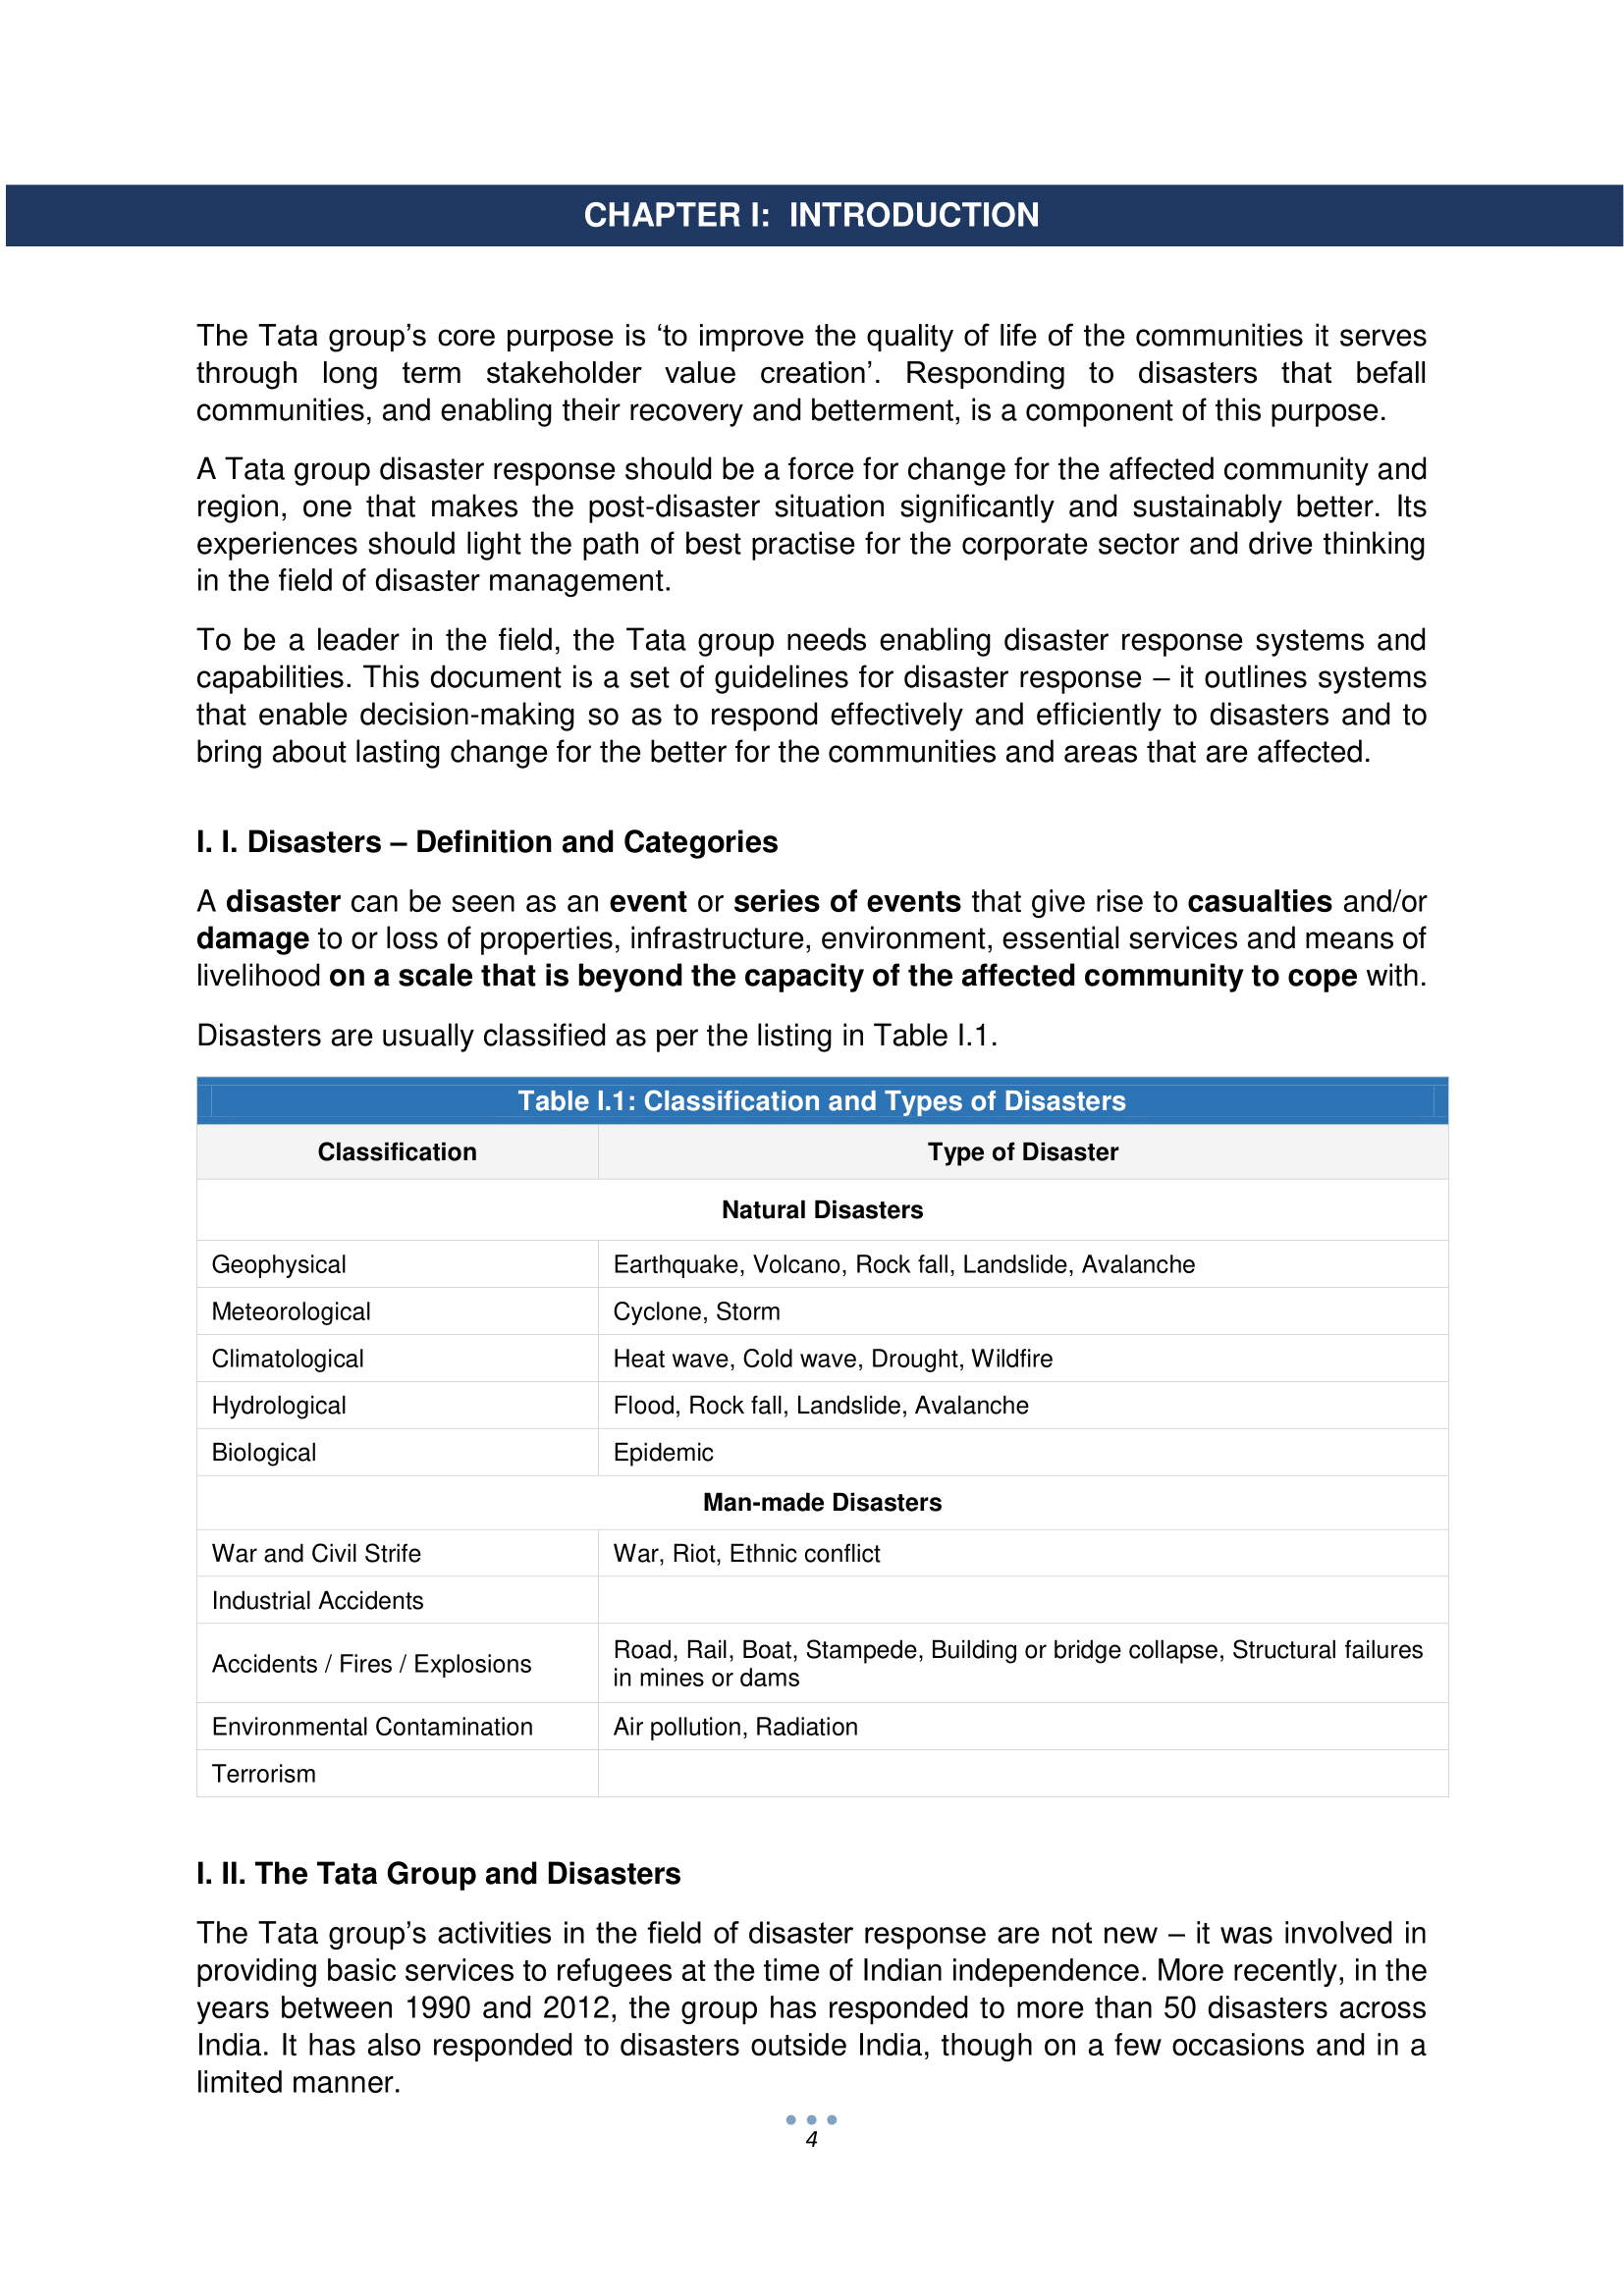 CHAPTER I:  INTRODUCTION
The Tata group’s core purpose is ‘to improve the quality of life of the communities it serves
through long term stakeholder value creation’. Responding to disasters that befall
communities, and enabling their recovery and betterment, is a component of this purpose.
A Tata group disaster response should be a force for change for the affected community and
region, one that makes the post-disaster situation significantly and sustainably better. Its
experiences should light the path of best practise for the corporate sector and drive thinking
in the field of disaster management.
To be a leader in the field, the Tata group needs enabling disaster response systems and
capabilities. This document is a set of guidelines for disaster response – it outlines systems
that enable decision-making so as to respond effectively and efficiently to disasters and to
bring about lasting change for the better for the communities and areas that are affected.
I. I. Disasters – Definition and Categories
A disaster can be seen as an event or series of events that give rise to casualties and/or
damage to or loss of properties, infrastructure, environment, essential services and means of
livelihood on a scale that is beyond the capacity of the affected community to cope with.
Disasters are usually classified as per the listing in Table I.1.
Table I.1: Classification and Types of Disasters
Classification Type of Disaster
Natural Disasters
Geophysical Earthquake, Volcano, Rock fall, Landslide, Avalanche
Meteorological Cyclone, Storm
Climatological Heat wave, Cold wave, Drought, Wildfire
Hydrological Flood, Rock fall, Landslide, Avalanche
Biological Epidemic
Man-made Disasters
War and Civil Strife War, Riot, Ethnic conflict
Industrial Accidents
Accidents / Fires / Explosions Road, Rail, Boat, Stampede, Building or bridge collapse, Structural failures
in mines or dams
Environmental Contamination Air pollution, Radiation
Terrorism
I. II. The Tata Group and Disasters
The Tata group’s activities in the field of disaster response are not new – it was involved in
providing basic services to refugees at the time of Indian independence. More recently, in the
years between 1990 and 2012, the group has responded to more than 50 disasters across
India. It has also responded to disasters outside India, though on a few occasions and in a
limited manner.
4